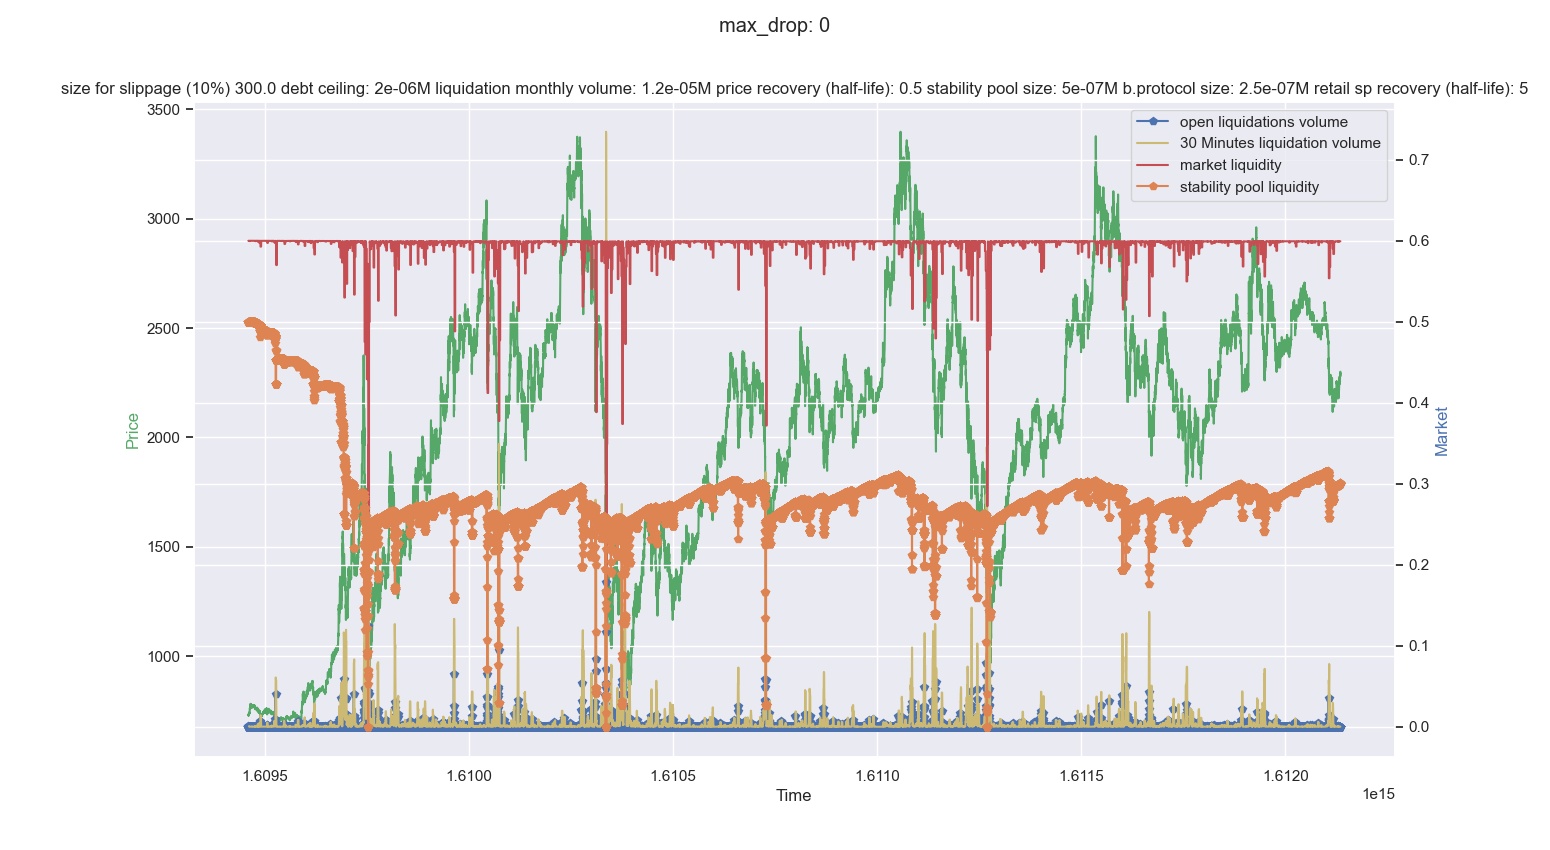 max_drop: 0
size for slippage (10%) 300.0 debt ceiling: 2e-06M liquidation monthly volume: 1.2e-05M price recovery (half-life): 0.5 stability pool size: 5e-07M b.protocol size: 2.5e-07M retail sp recovery (half-life): 5
open liquidations volume
30 Minutes liquidation volume
market liquidity
stability pool liquidity
3500
3000
2500
2000
1500
1000
Price
0.7
0.6
0.5
0.4
0.3
0.2
0.1
0.0
Market
1.6095
1.6100
1.6105
1.6110
1.6115
1.6120
Time
1e15